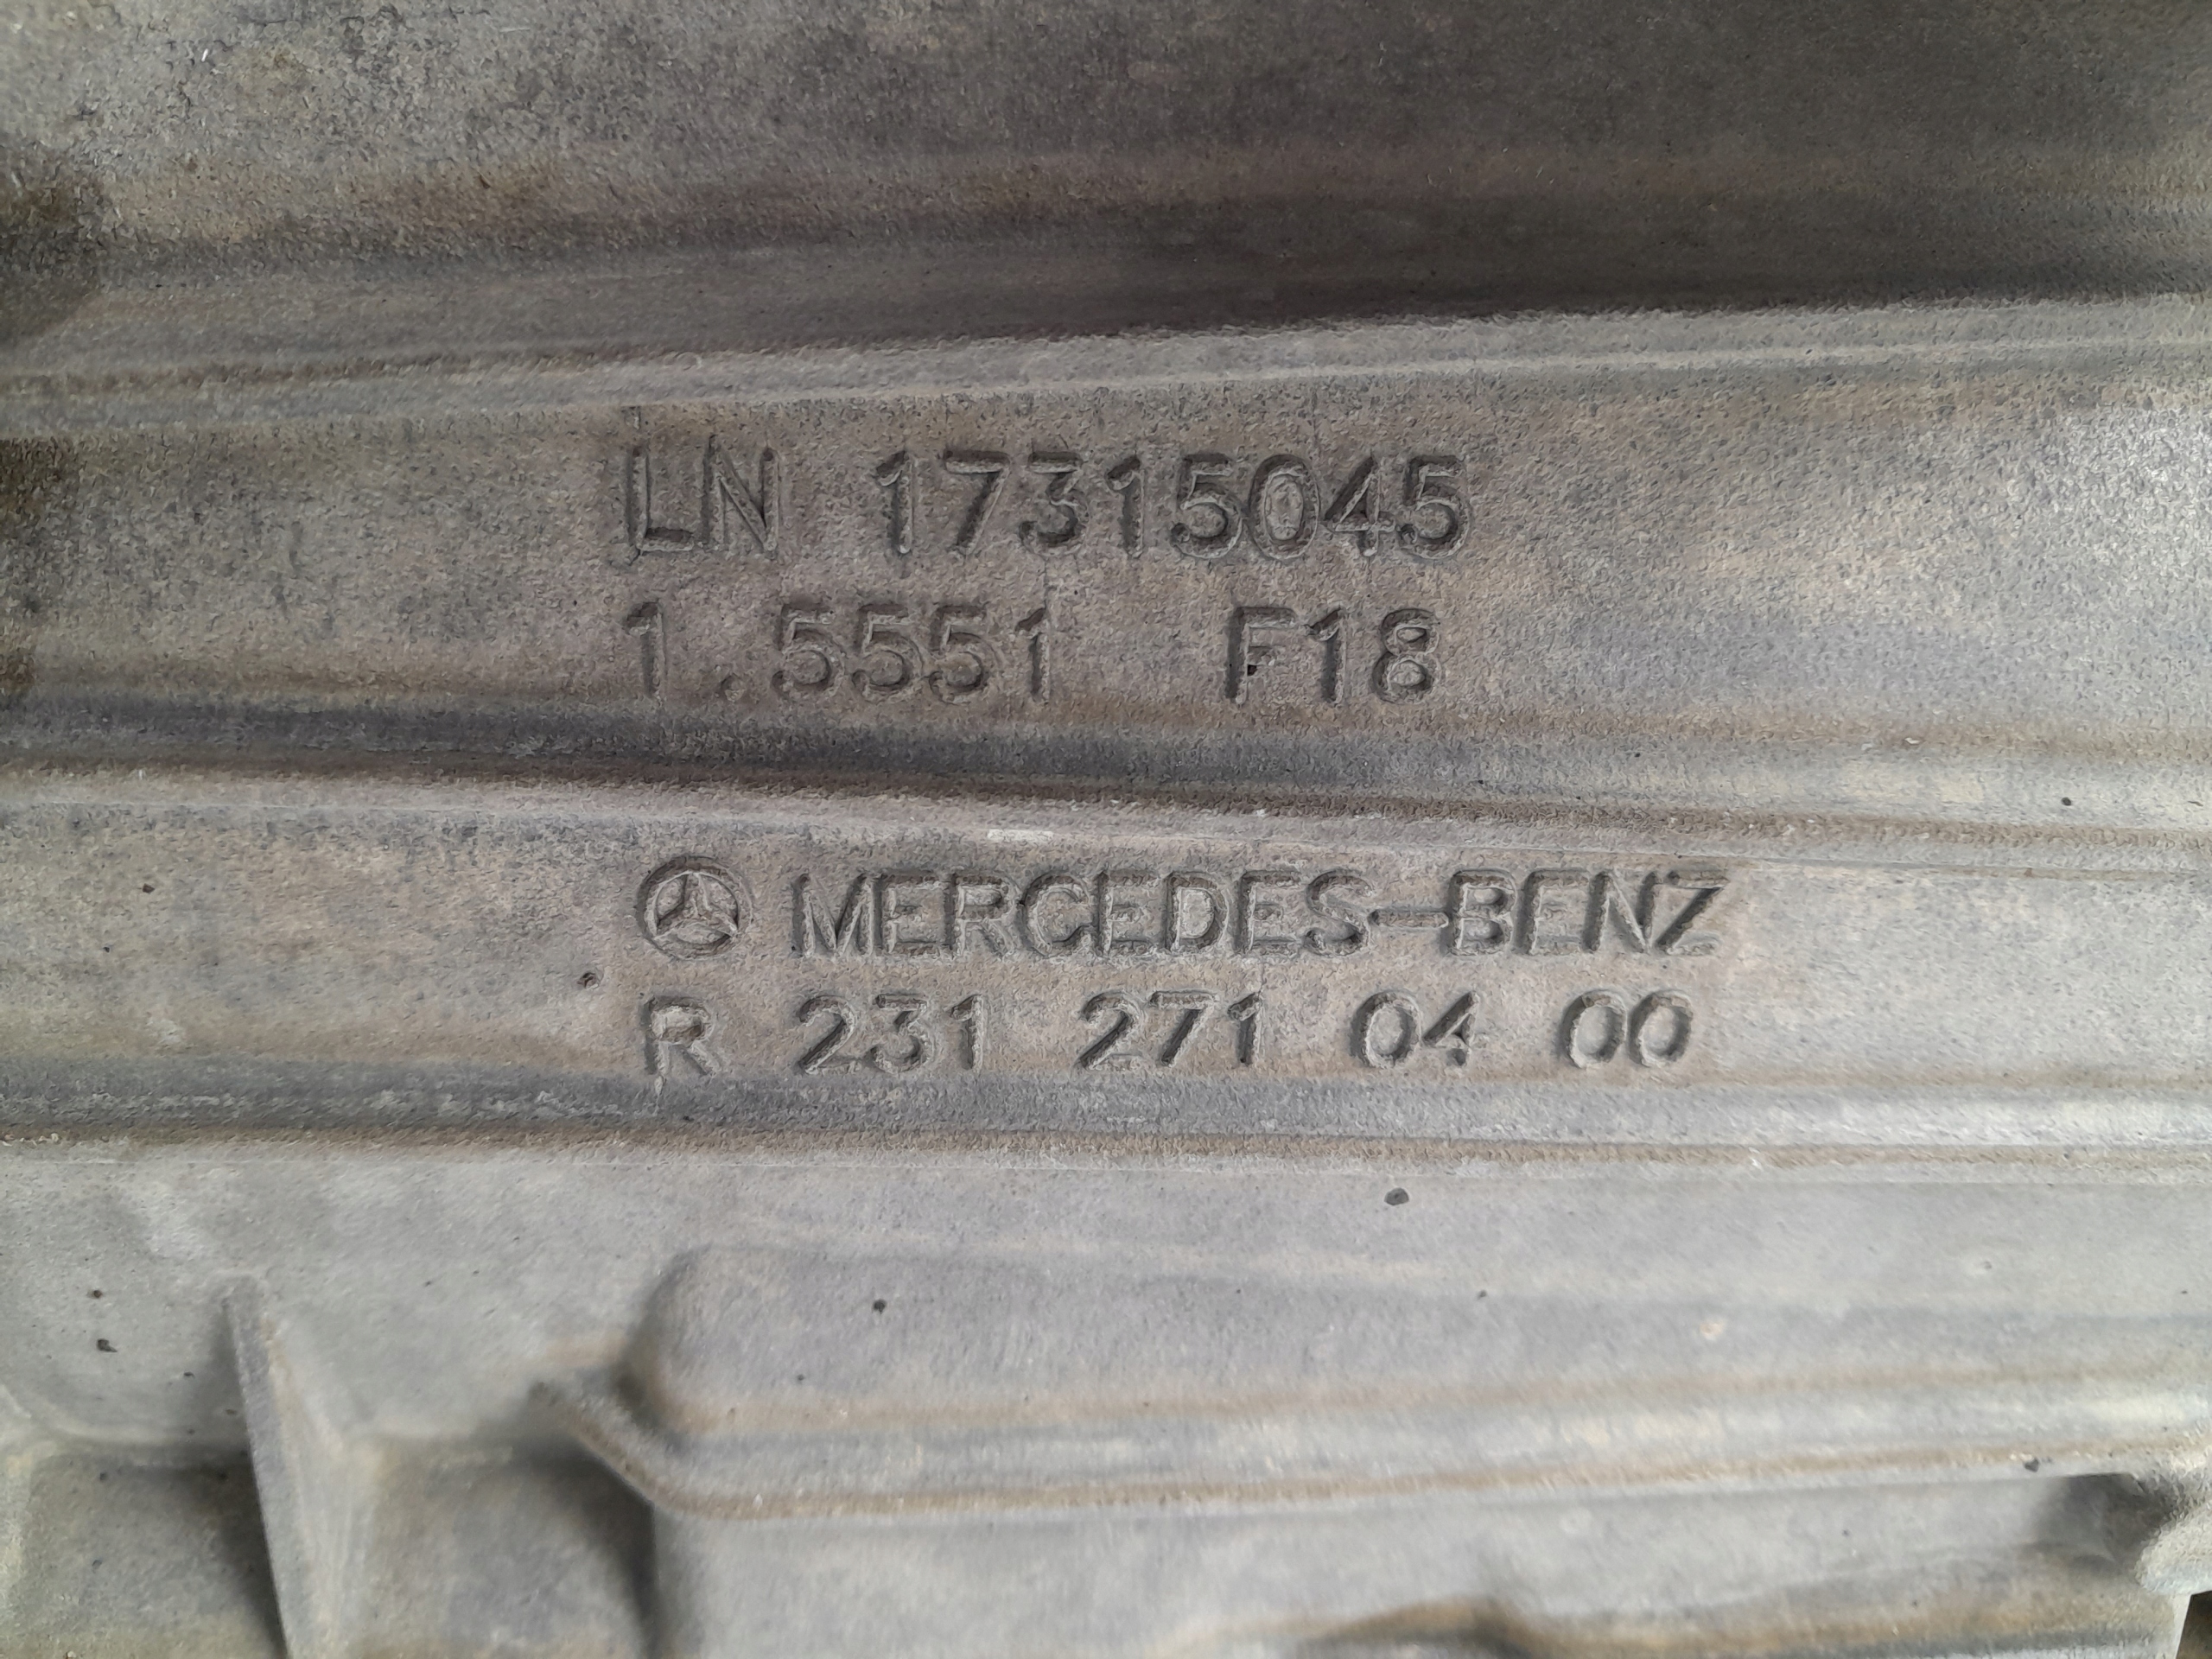 LN 17315045
1.5551 F18
MERCEDES-BENZ
R 231 271 04 00